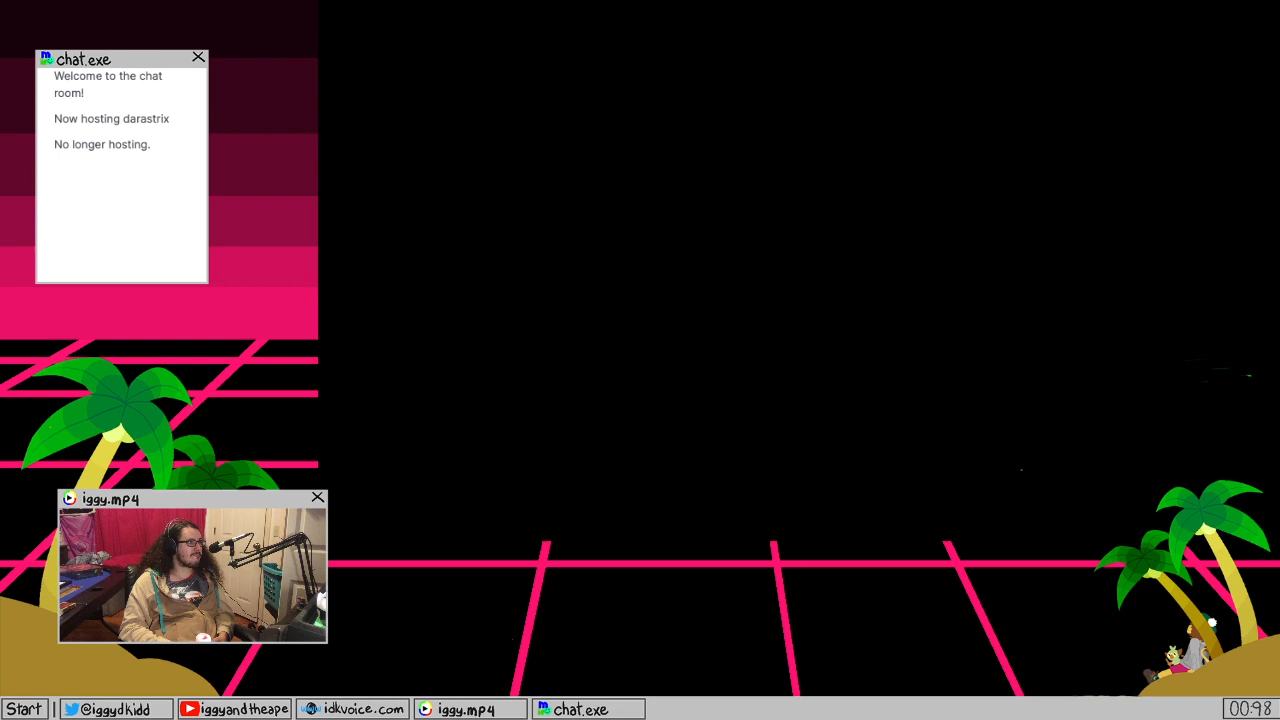 chat.exe
Welcome to the chat
room!
Now hosting darastrix
No longer hosting.
iggy.mp4
Start
@iggydkidd
iggyandtheape
idkvoice.com
iggy.mp4
chat.exe
00:98